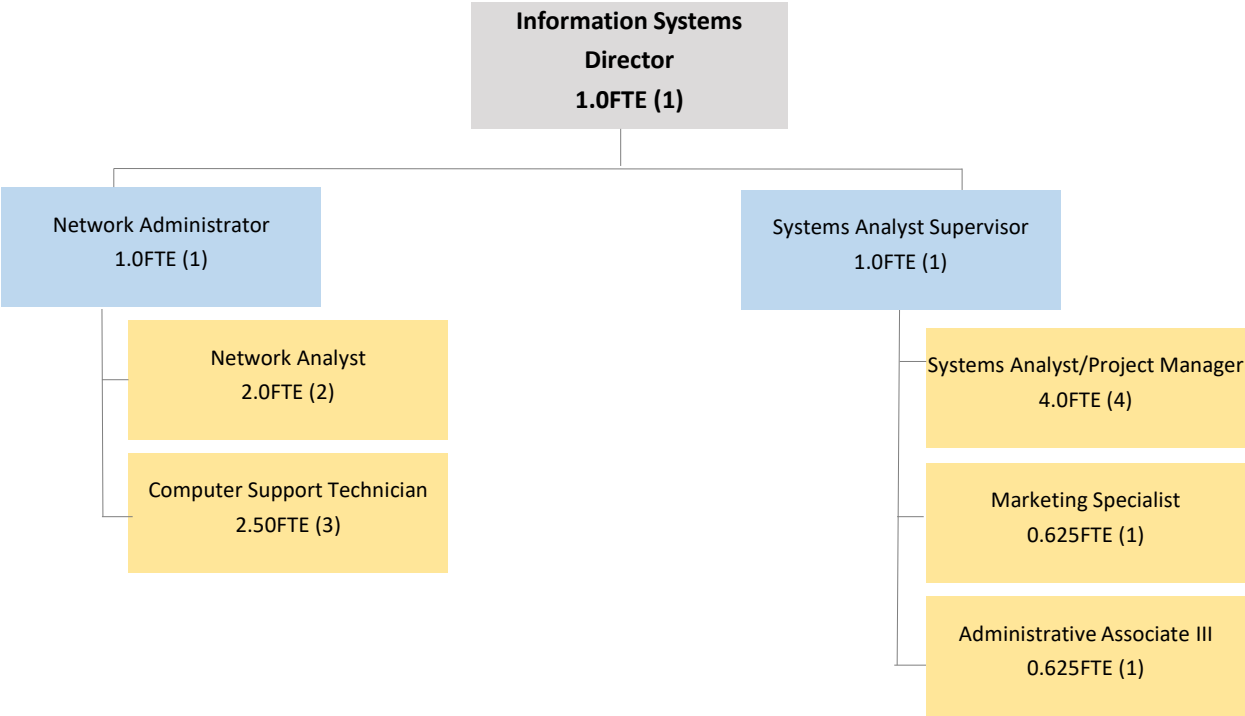 Information Systems
Director
1.0FTE (1)
Network Administrator
1.0FTE (1)
Systems Analyst Supervisor
1.0FTE (1)
Network Analyst
2.0FTE (2)
Systems Analyst/Project Manager
4.0FTE (4)
Computer Support Technician
2.50FTE (3)
Marketing Specialist
0.625FTE (1)
Administrative Associate III
0.625FTE (1)